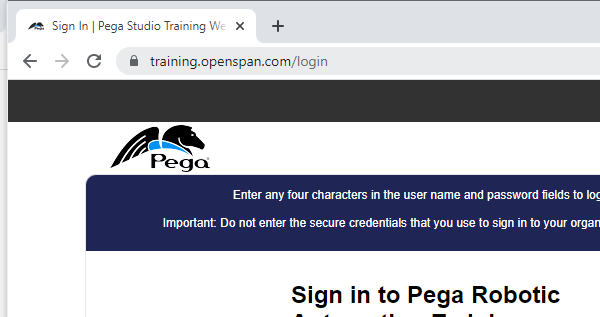 Sign In | Pega Studio Training We
training.openspan.com/login
Pega
Enter any four characters in the user name and password fields to log
Important: Do not enter the secure credentials that you use to sign in to your organ
Sign in to Pega Robotic